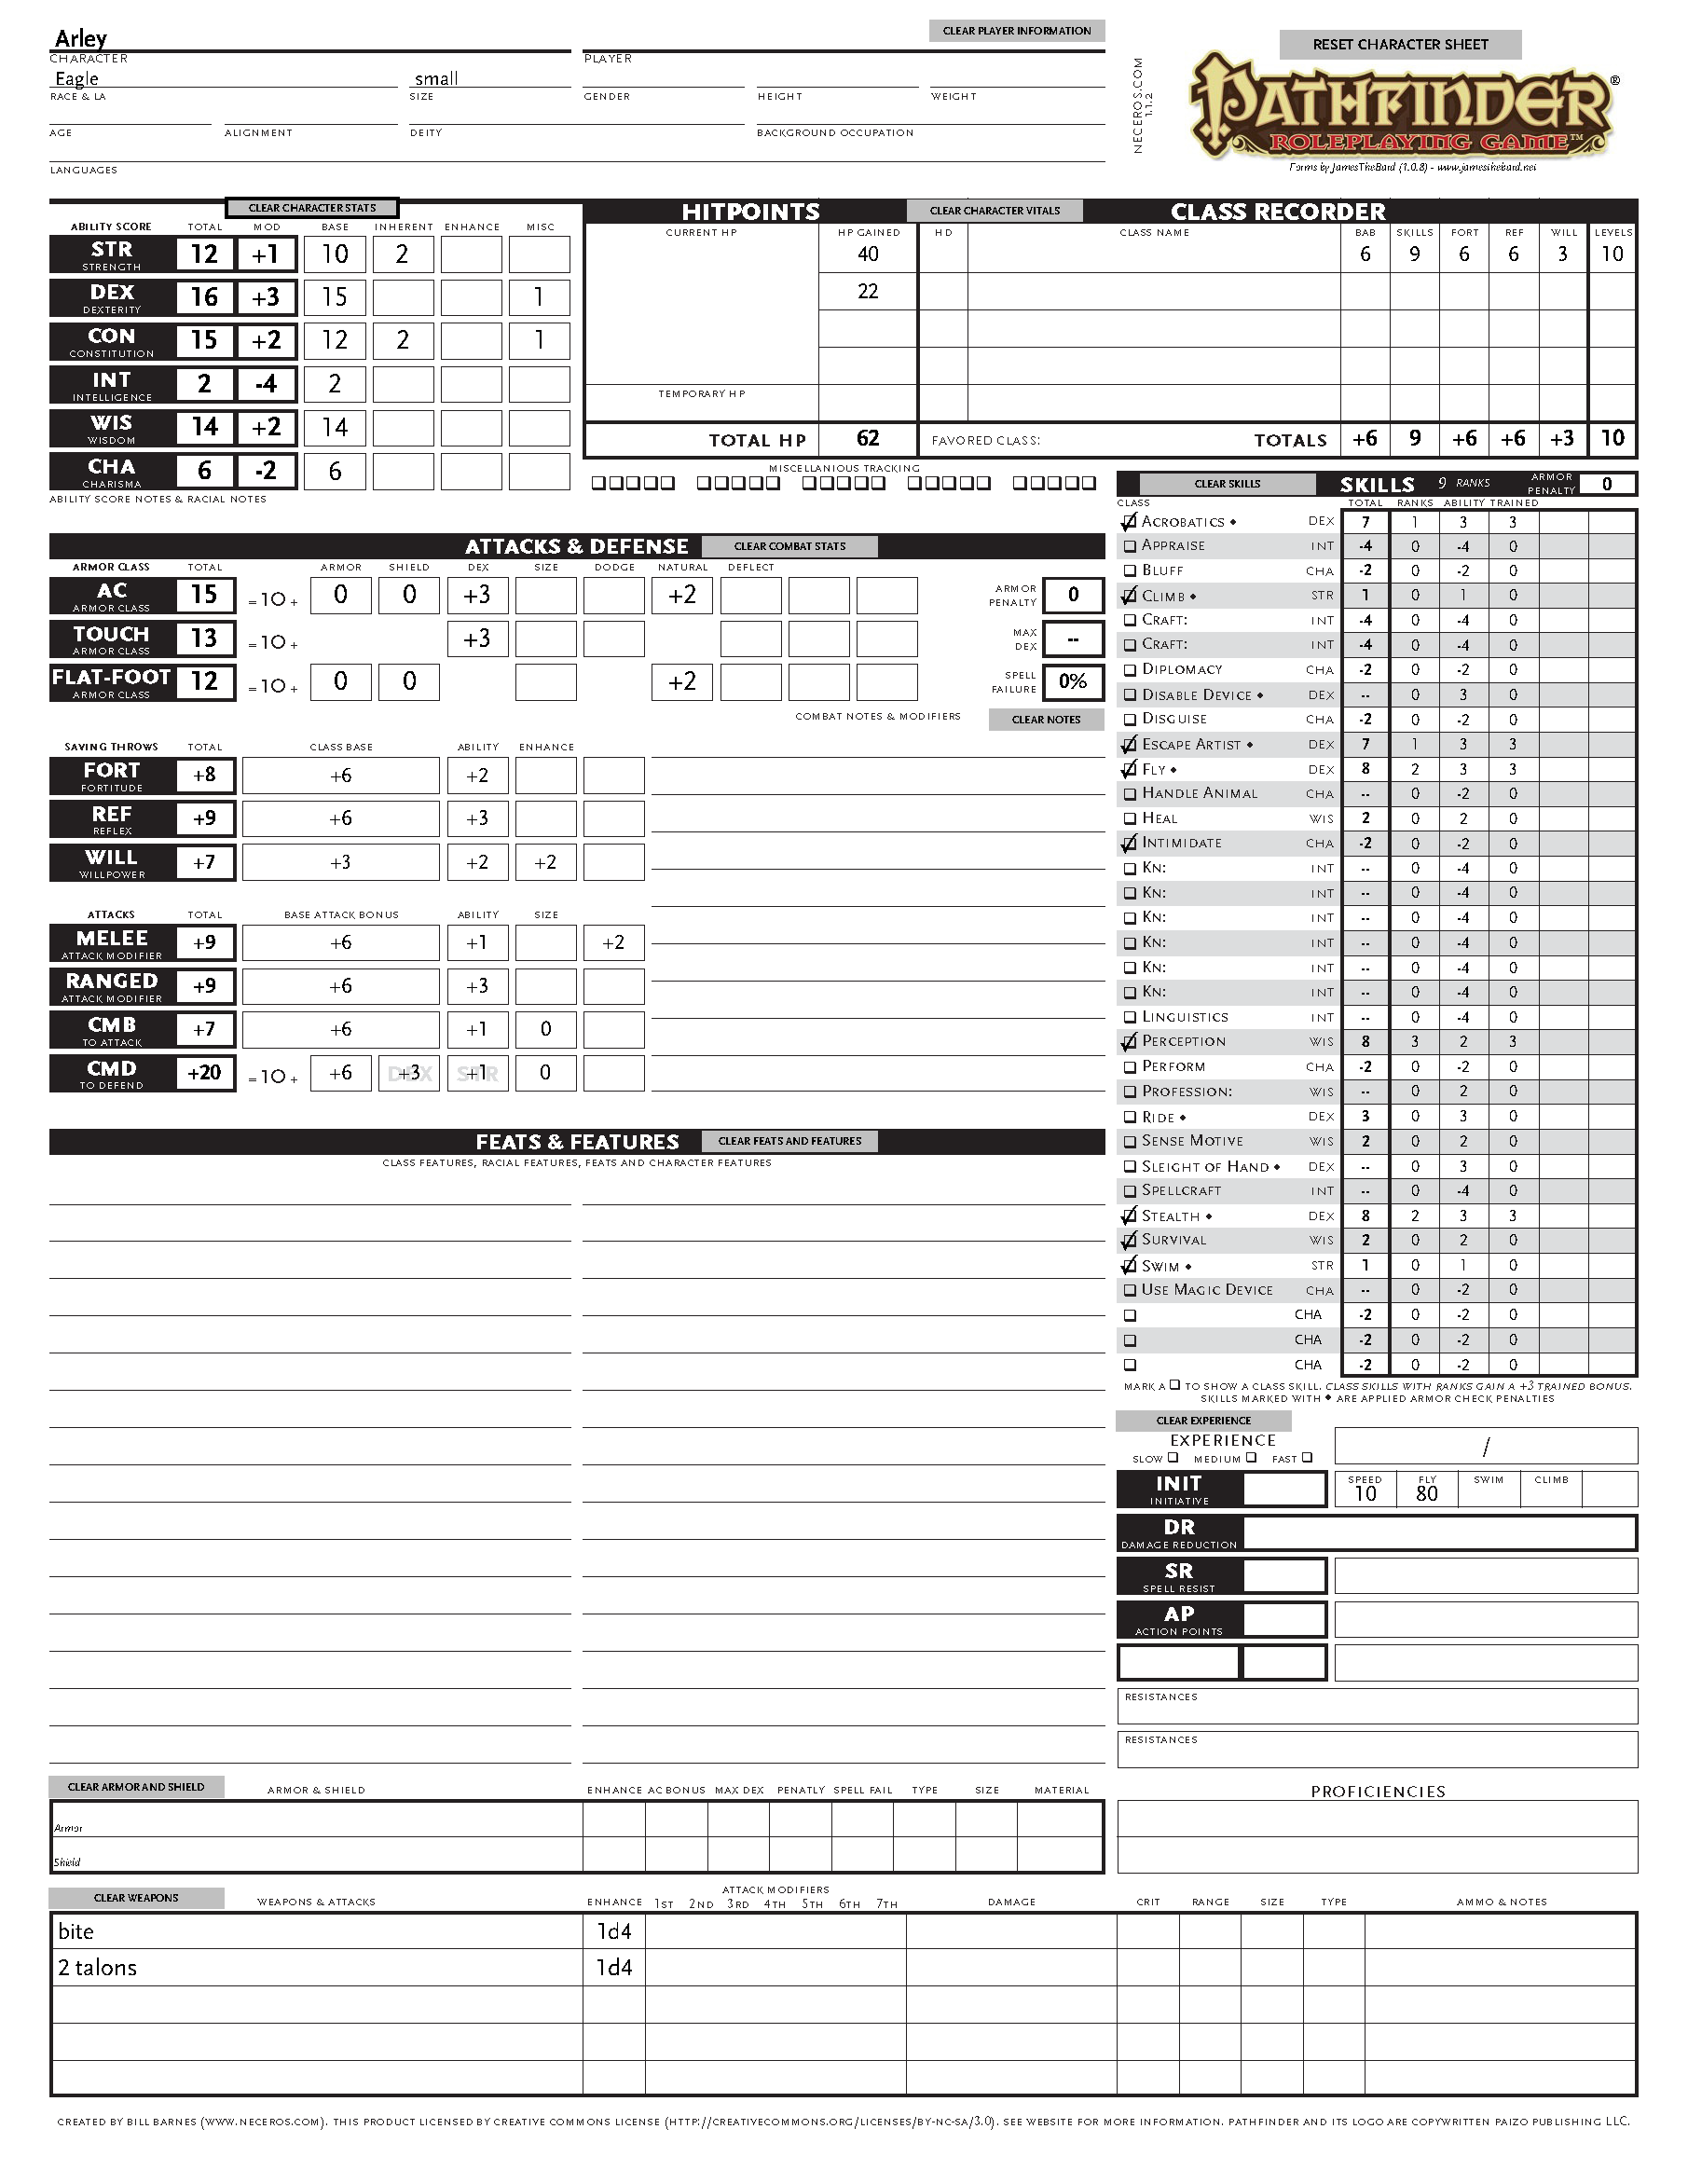 Arley
CLEAR PLAYER INFORMATION
RESET CHARACTER SHEET
CHARACTER PLAYER
Eagle small
RACE & LA SIZE GENDER HEIGHT WEIGHT
AGE ALIGNMENT DEITY BACKGROUND OCCUPATION
LANGUAGES
NECEROS.COM
1.1.2
PATHFINDER ®
ROLEPLAYING GAME™
Forms by JamesTheBard (1.0.8) - www.jamesthebard.net
CLEAR CHARACTER STATS
ABILITY SCORE TOTAL MOD BASE INHERENT ENHANCE MISC
STR STRENGTH 12 +1 10 2
DEX DEXTERITY 16 +3 15 1
CON CONSTITUTION 15 +2 12 2 1
INT INTELLIGENCE 2 -4 2
WIS WISDOM 14 +2 14
CHA CHARISMA 6 -2 6
ABILITY SCORE NOTES & RACIAL NOTES
HITPOINTS CLEAR CHARACTER VITALS CLASS RECORDER
CURRENT HP HP GAINED HD CLASS NAME BAB SKILLS FORT REF WILL LEVELS
40 6 9 6 6 3 10
22
TEMPORARY HP
TOTAL HP 62 FAVORED CLASS: TOTALS +6 9 +6 +6 +3 10
MISCELLANIOUS TRACKING
ATTACKS & DEFENSE CLEAR COMBAT STATS
ARMOR CLASS TOTAL ARMOR SHIELD DEX SIZE DODGE NATURAL DEFLECT
AC ARMOR CLASS 15 =10+ 0 0 +3 +2 ARMOR PENALTY 0
TOUCH ARMOR CLASS 13 =10+ +3 MAX DEX --
FLAT-FOOT ARMOR CLASS 12 =10+ 0 0 +2 SPELL FAILURE 0%
COMBAT NOTES & MODIFIERS CLEAR NOTES
SAVING THROWS TOTAL CLASS BASE ABILITY ENHANCE
FORT FORTITUDE +8 +6 +2
REF REFLEX +9 +6 +3
WILL WILLPOWER +7 +3 +2 +2
ATTACKS TOTAL BASE ATTACK BONUS ABILITY SIZE
MELEE ATTACK MODIFIER +9 +6 +1 +2
RANGED ATTACK MODIFIER +9 +6 +3
CMB TO ATTACK +7 +6 +1 0
CMD TO DEFEND +20 =10+ +6 DEX +3 STR +1 0
FEATS & FEATURES CLEAR FEATS AND FEATURES
CLASS FEATURES, RACIAL FEATURES, FEATS AND CHARACTER FEATURES
CLEAR SKILLS SKILLS 9 RANKS ARMOR PENALTY 0
CLASS TOTAL RANKS ABILITY TRAINED
ACROBATICS ♦ DEX 7 1 3 3
APPRAISE INT -4 0 -4 0
BLUFF CHA -2 0 -2 0
CLIMB ♦ STR 1 0 1 0
CRAFT: INT -4 0 -4 0
CRAFT: INT -4 0 -4 0
DIPLOMACY CHA -2 0 -2 0
DISABLE DEVICE ♦ DEX -- 0 3 0
DISGUISE CHA -2 0 -2 0
ESCAPE ARTIST ♦ DEX 7 1 3 3
FLY ♦ DEX 8 2 3 3
HANDLE ANIMAL CHA -- 0 -2 0
HEAL WIS 2 0 2 0
INTIMIDATE CHA -2 0 -2 0
KN: INT -- 0 -4 0
KN: INT -- 0 -4 0
KN: INT -- 0 -4 0
KN: INT -- 0 -4 0
KN: INT -- 0 -4 0
KN: INT -- 0 -4 0
LINGUISTICS INT -- 0 -4 0
PERCEPTION WIS 8 3 2 3
PERFORM CHA -2 0 -2 0
PROFESSION: WIS -- 0 2 0
RIDE ♦ DEX 3 0 3 0
SENSE MOTIVE WIS 2 0 2 0
SLEIGHT OF HAND ♦ DEX -- 0 3 0
SPELLCRAFT INT -- 0 -4 0
STEALTH ♦ DEX 8 2 3 3
SURVIVAL WIS 2 0 2 0
SWIM ♦ STR 1 0 1 0
USE MAGIC DEVICE CHA -- 0 -2 0
CHA -2 0 -2 0
CHA -2 0 -2 0
CHA -2 0 -2 0
MARK A ❑ TO SHOW A CLASS SKILL. CLASS SKILLS WITH RANKS GAIN A +3 TRAINED BONUS.
SKILLS MARKED WITH ♦ ARE APPLIED ARMOR CHECK PENALTIES
CLEAR EXPERIENCE
EXPERIENCE /
SLOW MEDIUM FAST
INIT INITIATIVE SPEED 10 FLY 80 SWIM CLIMB
DR DAMAGE REDUCTION
SR SPELL RESIST
AP ACTION POINTS
RESISTANCES
RESISTANCES
CLEAR ARMOR AND SHIELD ARMOR & SHIELD ENHANCE AC BONUS MAX DEX PENATLY SPELL FAIL TYPE SIZE MATERIAL
Armor
Shield
PROFICIENCIES
CLEAR WEAPONS WEAPONS & ATTACKS ENHANCE ATTACK MODIFIERS 1ST 2ND 3RD 4TH 5TH 6TH 7TH DAMAGE CRIT RANGE SIZE TYPE AMMO & NOTES
bite 1d4
2 talons 1d4
CREATED BY BILL BARNES (WWW.NECEROS.COM). THIS PRODUCT LICENSED BY CREATIVE COMMONS LICENSE (HTTP://CREATIVECOMMONS.ORG/LICENSES/BY-NC-SA/3.0). SEE WEBSITE FOR MORE INFORMATION. PATHFINDER AND ITS LOGO ARE COPYWRITTEN PAIZO PUBLISHING LLC.